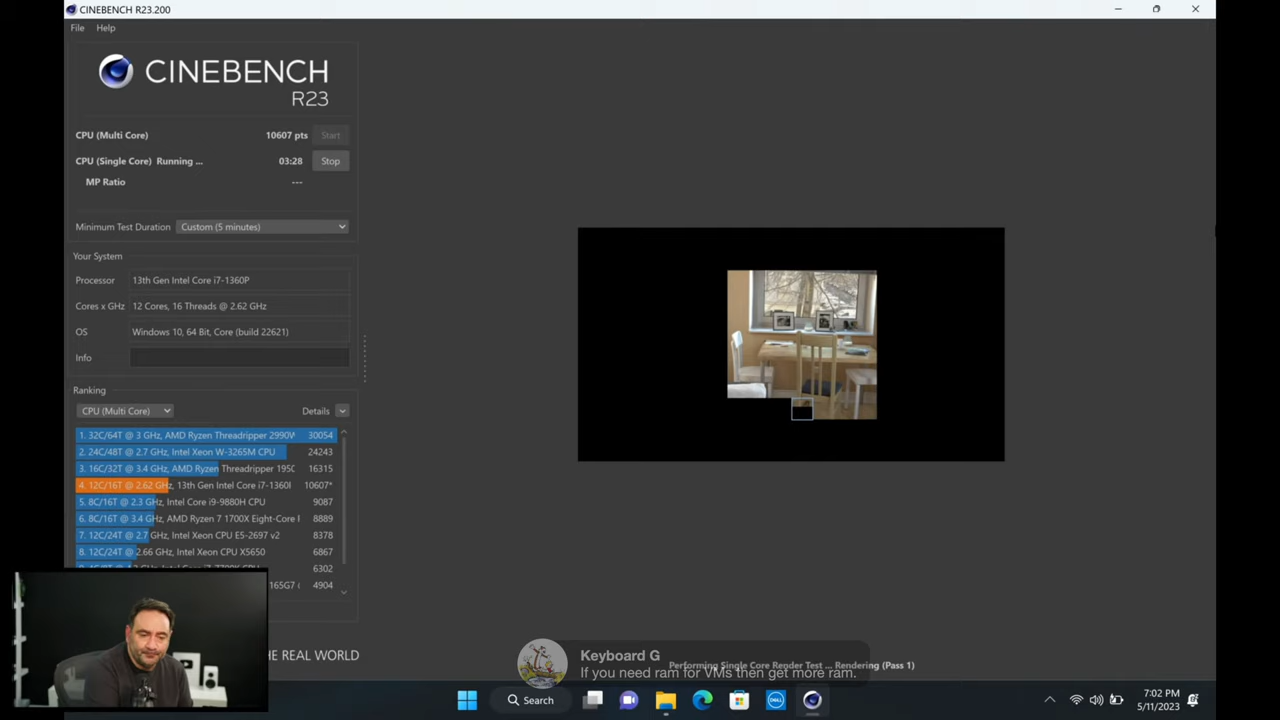 CINEBENCH R23.200
File Help
CINEBENCH
R23
CPU (Multi Core) 10607 pts Start
CPU (Single Core) Running ... 03:28 Stop
MP Ratio ---
Minimum Test Duration Custom (5 minutes)
Your System
Processor 13th Gen Intel Core i7-1360P
Cores x GHz 12 Cores, 16 Threads @ 2.62 GHz
OS Windows 10, 64 Bit, Core (build 22621)
Info
Ranking
CPU (Multi Core) Details
1. 32C/64T @ 3 GHz, AMD Ryzen Threadripper 2990W 30054
2. 24C/48T @ 2.7 GHz, Intel Xeon W-3265M CPU 24243
3. 16C/32T @ 3.4 GHz, AMD Ryzen Threadripper 195 16315
4. 12C/16T @ 2.62 GHz, 13th Gen Intel Core i7-1360 10607*
5. 8C/16T @ 2.3 GHz, Intel Core i9-9880H CPU 9087
6. 8C/16T @ 3.4 GHz, AMD Ryzen 7 1700X Eight-Core 8889
7. 12C/24T @ 2.7 GHz, Intel Xeon CPU E5-2697 v2 8378
8. 12C/24T @ 2.66 GHz, Intel Xeon CPU X5650 6867
6302
165G7 4904
THE REAL WORLD
Keyboard G
Performing Single Core Render Test ... Rendering (Pass 1)
If you need ram for VMs then get more ram.
Search
DELL
7:02 PM
5/11/2023